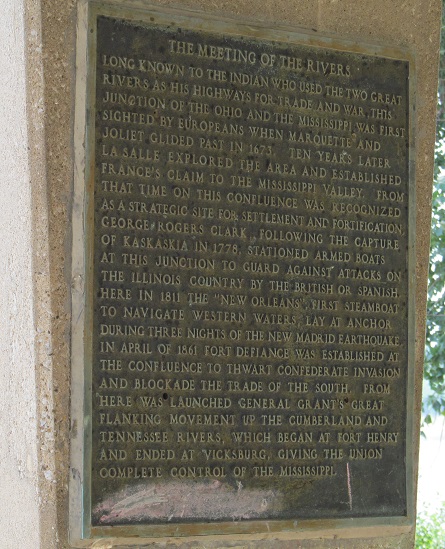 THE MEETING OF THE RIVERS
LONG KNOWN TO THE INDIAN WHO USED THE TWO GREAT
RIVERS AS HIS HIGHWAYS FOR TRADE AND WAR, THIS
JUNCTION OF THE OHIO AND THE MISSISSIPPI WAS FIRST
SIGHTED BY EUROPEANS WHEN MARQUETTE AND
JOLIET GLIDED PAST IN 1673. TEN YEARS LATER
LA SALLE EXPLORED THE AREA AND ESTABLISHED
FRANCE'S CLAIM TO THE MISSISSIPPI VALLEY. FROM
THAT TIME ON THIS CONFLUENCE WAS RECOGNIZED
AS A STRATEGIC SITE FOR SETTLEMENT AND FORTIFICATION.
GEORGE ROGERS CLARK, FOLLOWING THE CAPTURE
OF KASKASKIA IN 1778, STATIONED ARMED BOATS
AT THIS JUNCTION TO GUARD AGAINST ATTACKS ON
THE ILLINOIS COUNTRY BY THE BRITISH OR SPANISH.
HERE IN 1811 THE "NEW ORLEANS", FIRST STEAMBOAT
TO NAVIGATE WESTERN WATERS, LAY AT ANCHOR
DURING THREE NIGHTS OF THE NEW MADRID EARTHQUAKE.
IN APRIL OF 1861 FORT DEFIANCE WAS ESTABLISHED AT
THE CONFLUENCE TO THWART CONFEDERATE INVASION
AND BLOCKADE THE TRADE OF THE SOUTH. FROM
HERE WAS LAUNCHED GENERAL GRANT'S GREAT
FLANKING MOVEMENT UP THE CUMBERLAND AND
TENNESSEE RIVERS, WHICH BEGAN AT FORT HENRY
AND ENDED AT VICKSBURG, GIVING THE UNION
COMPLETE CONTROL OF THE MISSISSIPPI.